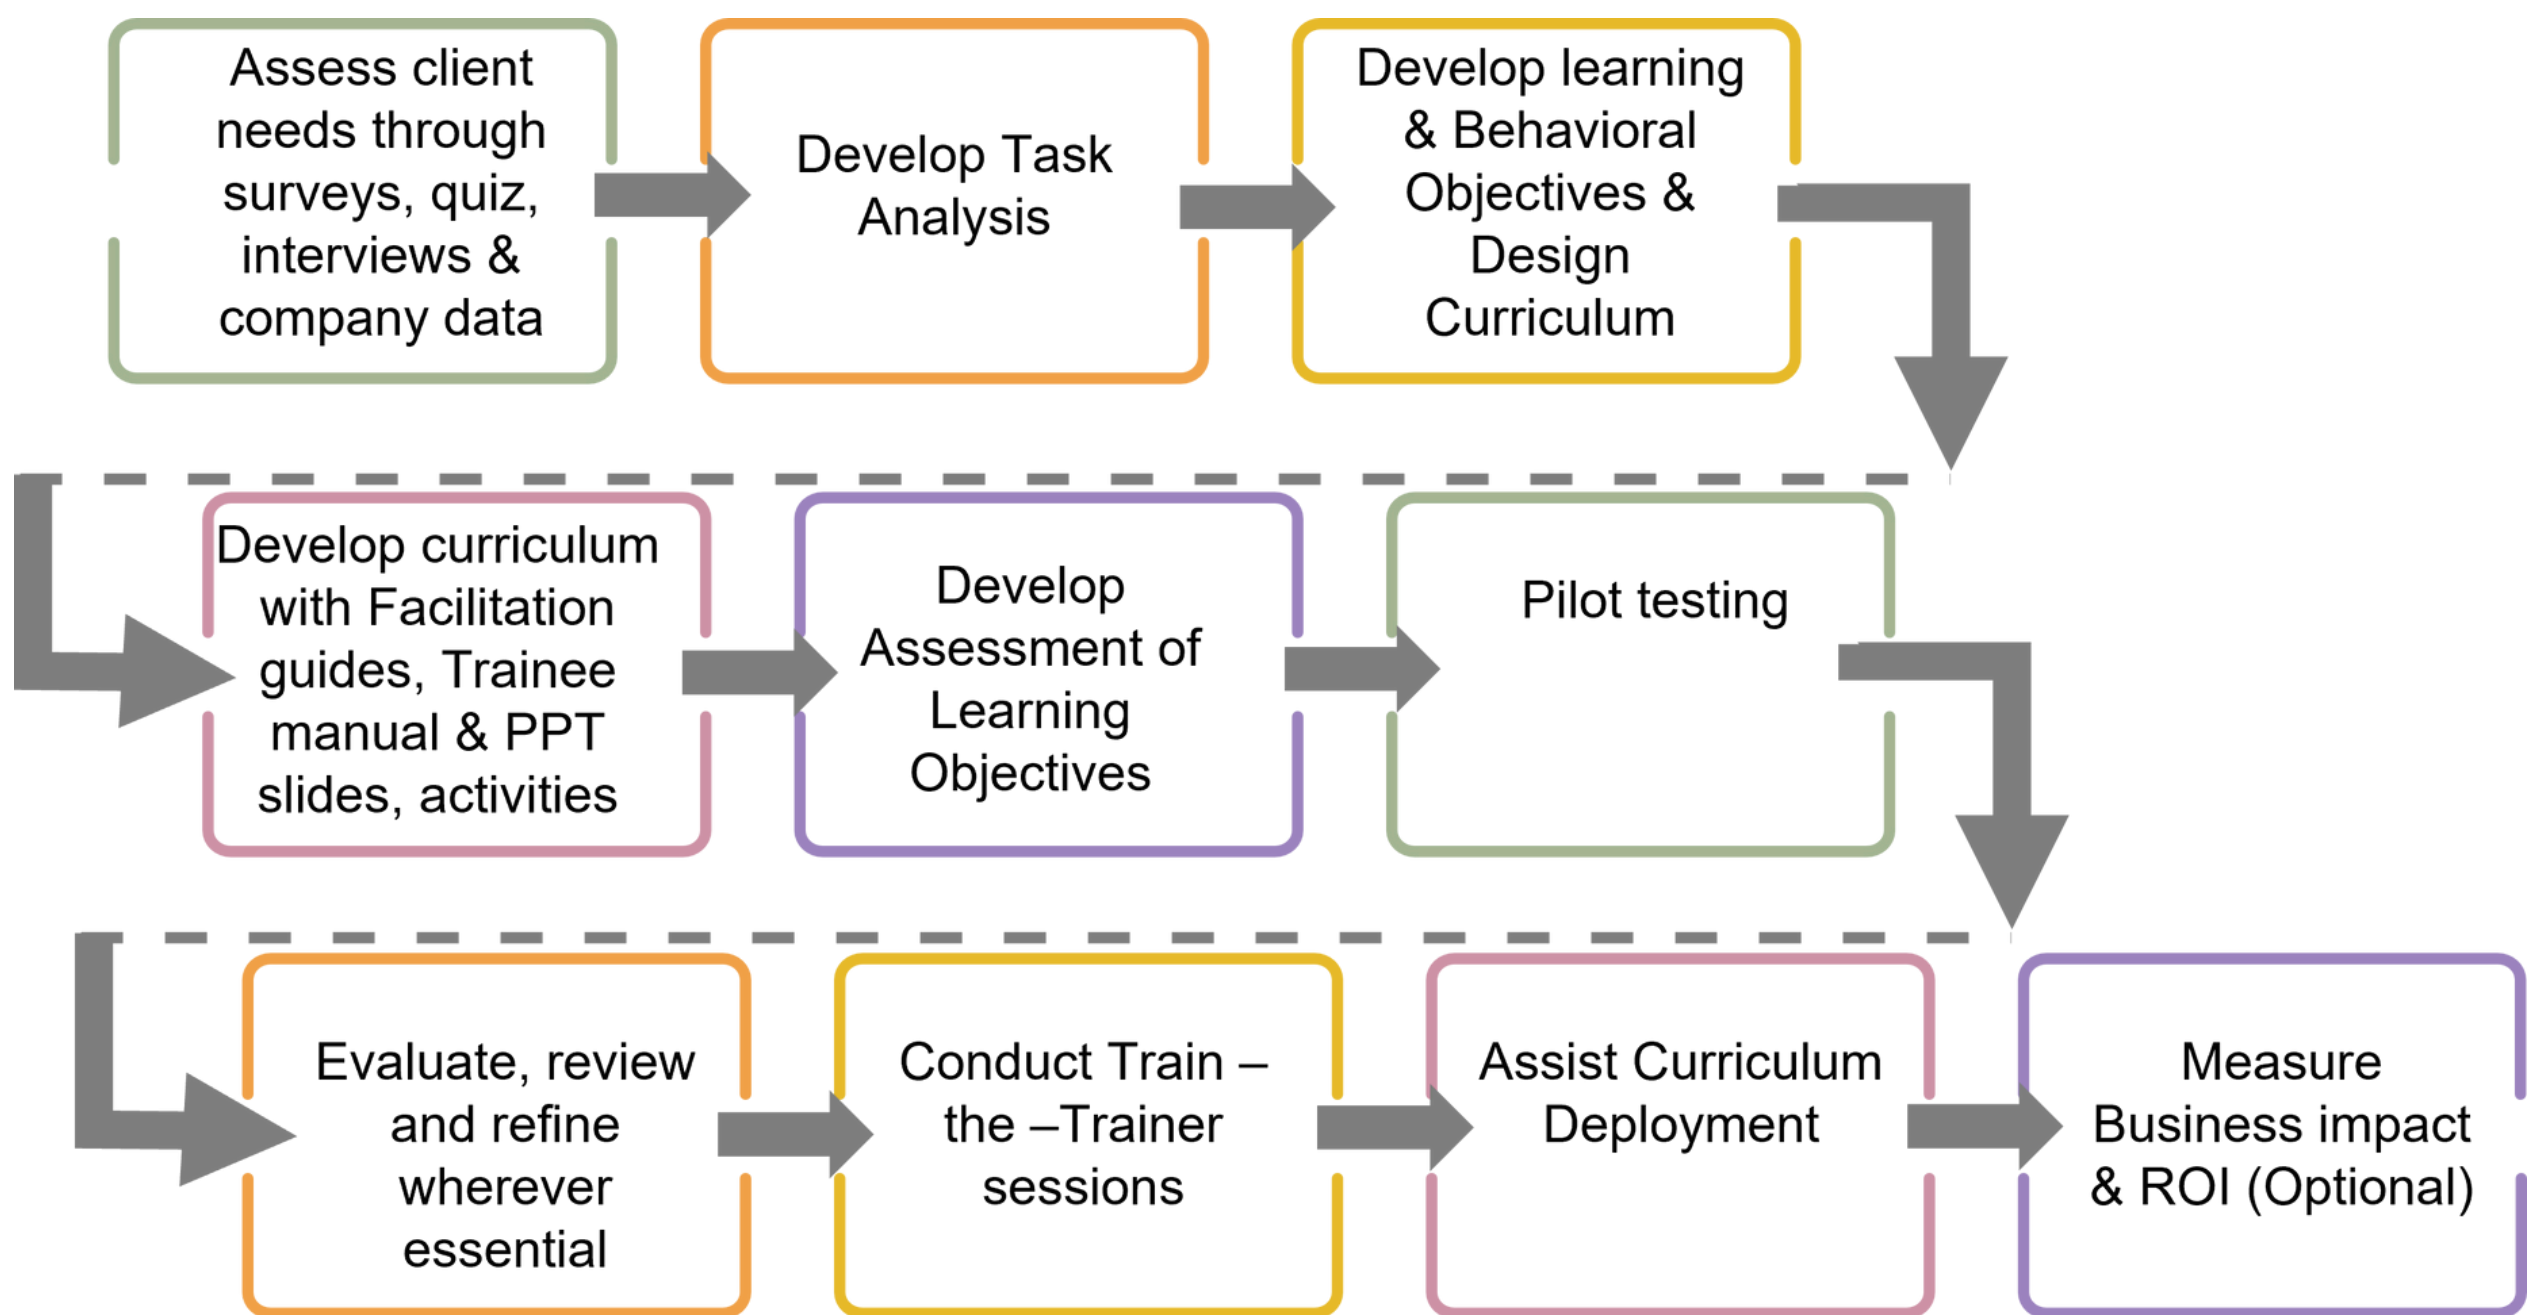 Assess client
needs through
surveys, quiz,
interviews &
company data
Develop Task
Analysis
Develop learning
& Behavioral
Objectives &
Design
Curriculum
Develop curriculum
with Facilitation
guides, Trainee
manual & PPT
slides, activities
Develop
Assessment of
Learning
Objectives
Pilot testing
Evaluate, review
and refine
wherever
essential
Conduct Train –
the –Trainer
sessions
Assist Curriculum
Deployment
Measure
Business impact
& ROI (Optional)